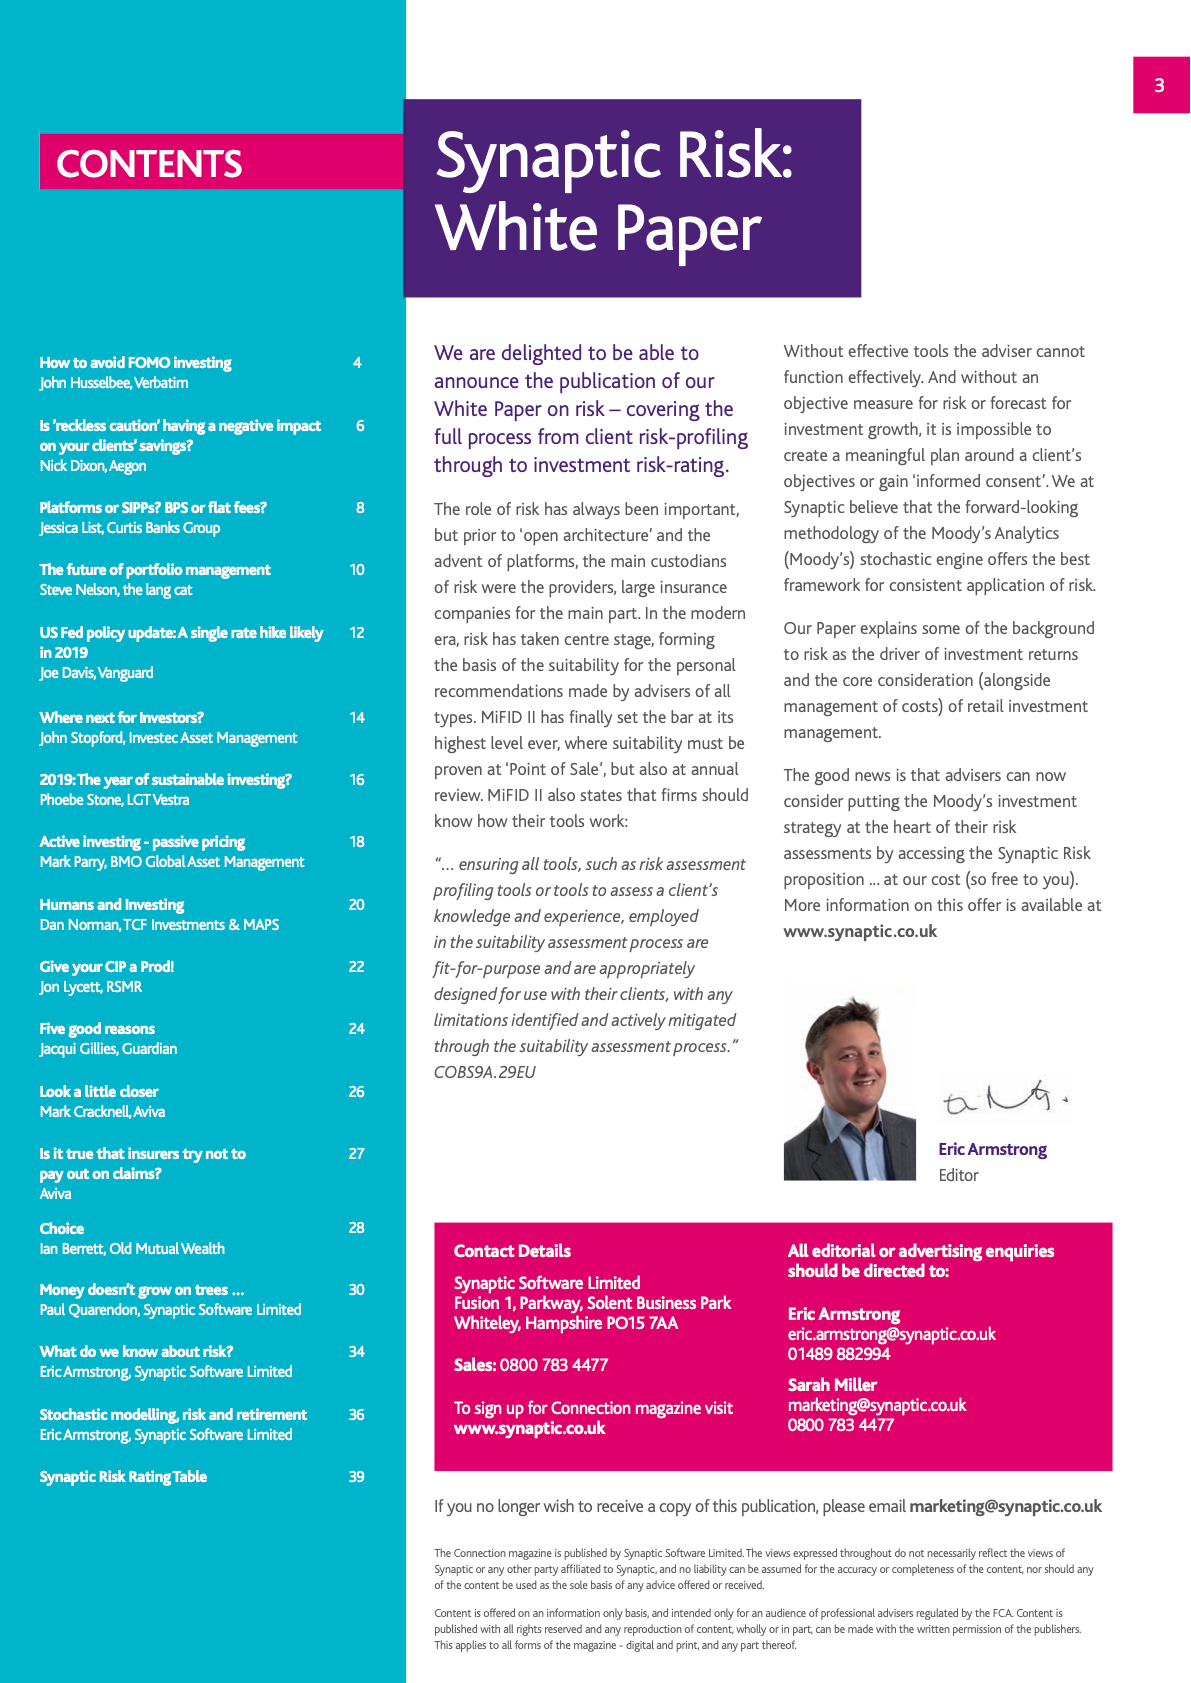 3
CONTENTS
How to avoid FOMO investing 4
John Husselbee, Verbatim
Is 'reckless caution' having a negative impact 6
on your clients' savings?
Nick Dixon, Aegon
Platforms or SIPPs? BPS or flat fees? 8
Jessica List, Curtis Banks Group
The future of portfolio management 10
Steve Nelson, the lang cat
US Fed policy update: A single rate hike likely 12
in 2019
Joe Davis, Vanguard
Where next for Investors? 14
John Stopford, Investec Asset Management
2019: The year of sustainable investing? 16
Phoebe Stone, LGT Vestra
Active investing - passive pricing 18
Mark Parry, BMO Global Asset Management
Humans and Investing 20
Dan Norman, TCF Investments & MAPS
Give your CIP a Prod! 22
Jon Lycett, RSMR
Five good reasons 24
Jacqui Gillies, Guardian
Look a little closer 26
Mark Cracknell, Aviva
Is it true that insurers try not to 27
pay out on claims?
Aviva
Choice 28
Ian Berrett, Old Mutual Wealth
Money doesn't grow on trees ... 30
Paul Quarendon, Synaptic Software Limited
What do we know about risk? 34
Eric Armstrong, Synaptic Software Limited
Stochastic modelling, risk and retirement 36
Eric Armstrong, Synaptic Software Limited
Synaptic Risk Rating Table 39
Synaptic Risk:
White Paper
We are delighted to be able to
announce the publication of our
White Paper on risk – covering the
full process from client risk-profiling
through to investment risk-rating.
The role of risk has always been important,
but prior to 'open architecture' and the
advent of platforms, the main custodians
of risk were the providers, large insurance
companies for the main part. In the modern
era, risk has taken centre stage, forming
the basis of the suitability for the personal
recommendations made by advisers of all
types. MiFID II has finally set the bar at its
highest level ever, where suitability must be
proven at 'Point of Sale', but also at annual
review. MiFID II also states that firms should
know how their tools work:
"... ensuring all tools, such as risk assessment
profiling tools or tools to assess a client's
knowledge and experience, employed
in the suitability assessment process are
fit-for-purpose and are appropriately
designed for use with their clients, with any
limitations identified and actively mitigated
through the suitability assessment process."
COBS9A.29EU
Without effective tools the adviser cannot
function effectively. And without an
objective measure for risk or forecast for
investment growth, it is impossible to
create a meaningful plan around a client's
objectives or gain 'informed consent'. We at
Synaptic believe that the forward-looking
methodology of the Moody's Analytics
(Moody's) stochastic engine offers the best
framework for consistent application of risk.
Our Paper explains some of the background
to risk as the driver of investment returns
and the core consideration (alongside
management of costs) of retail investment
management.
The good news is that advisers can now
consider putting the Moody's investment
strategy at the heart of their risk
assessments by accessing the Synaptic Risk
proposition ... at our cost (so free to you).
More information on this offer is available at
www.synaptic.co.uk
Eric Armstrong
Editor
Contact Details
Synaptic Software Limited
Fusion 1, Parkway, Solent Business Park
Whiteley, Hampshire PO15 7AA
Sales: 0800 783 4477
To sign up for Connection magazine visit
www.synaptic.co.uk
All editorial or advertising enquiries
should be directed to:
Eric Armstrong
eric.armstrong@synaptic.co.uk
01489 882994
Sarah Miller
marketing@synaptic.co.uk
0800 783 4477
If you no longer wish to receive a copy of this publication, please email marketing@synaptic.co.uk
The Connection magazine is published by Synaptic Software Limited. The views expressed throughout do not necessarily reflect the views of
Synaptic or any other party affiliated to Synaptic, and no liability can be assumed for the accuracy or completeness of the content, nor should any
of the content be used as the sole basis of any advice offered or received.
Content is offered on an information only basis, and intended only for an audience of professional advisers regulated by the FCA. Content is
published with all rights reserved and any reproduction of content, wholly or in part, can be made with the written permission of the publishers.
This applies to all forms of the magazine - digital and print, and any part thereof.